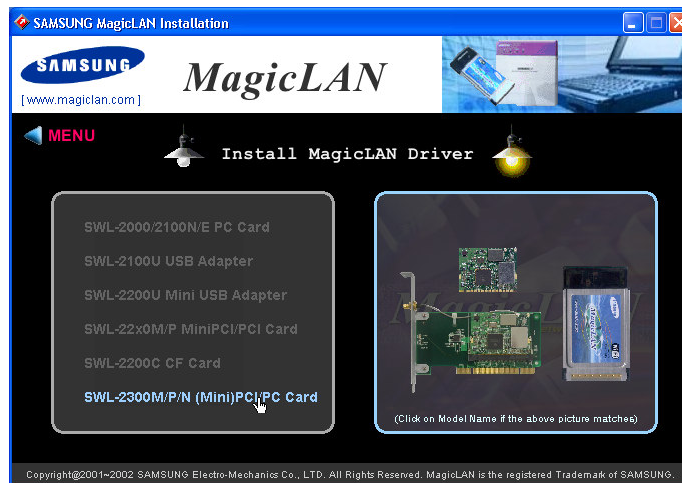 SAMSUNG MagicLAN Installation
SAMSUNG
[ www.magiclan.com ]
MagicLAN
MENU
Install MagicLAN Driver
SWL-2000/2100N/E PC Card
SWL-2100U USB Adapter
SWL-2200U Mini USB Adapter
SWL-22x0M/P MiniPCI/PCI Card
SWL-2200C CF Card
SWL-2300M/P/N (Mini)PCI/PC Card
MagicLAN
(Click on Model Name if the above picture matches)
Copyright@2001~2002 SAMSUNG Electro-Mechanics Co., LTD. All Rights Reserved. MagicLAN is the registered Trademark of SAMSUNG.